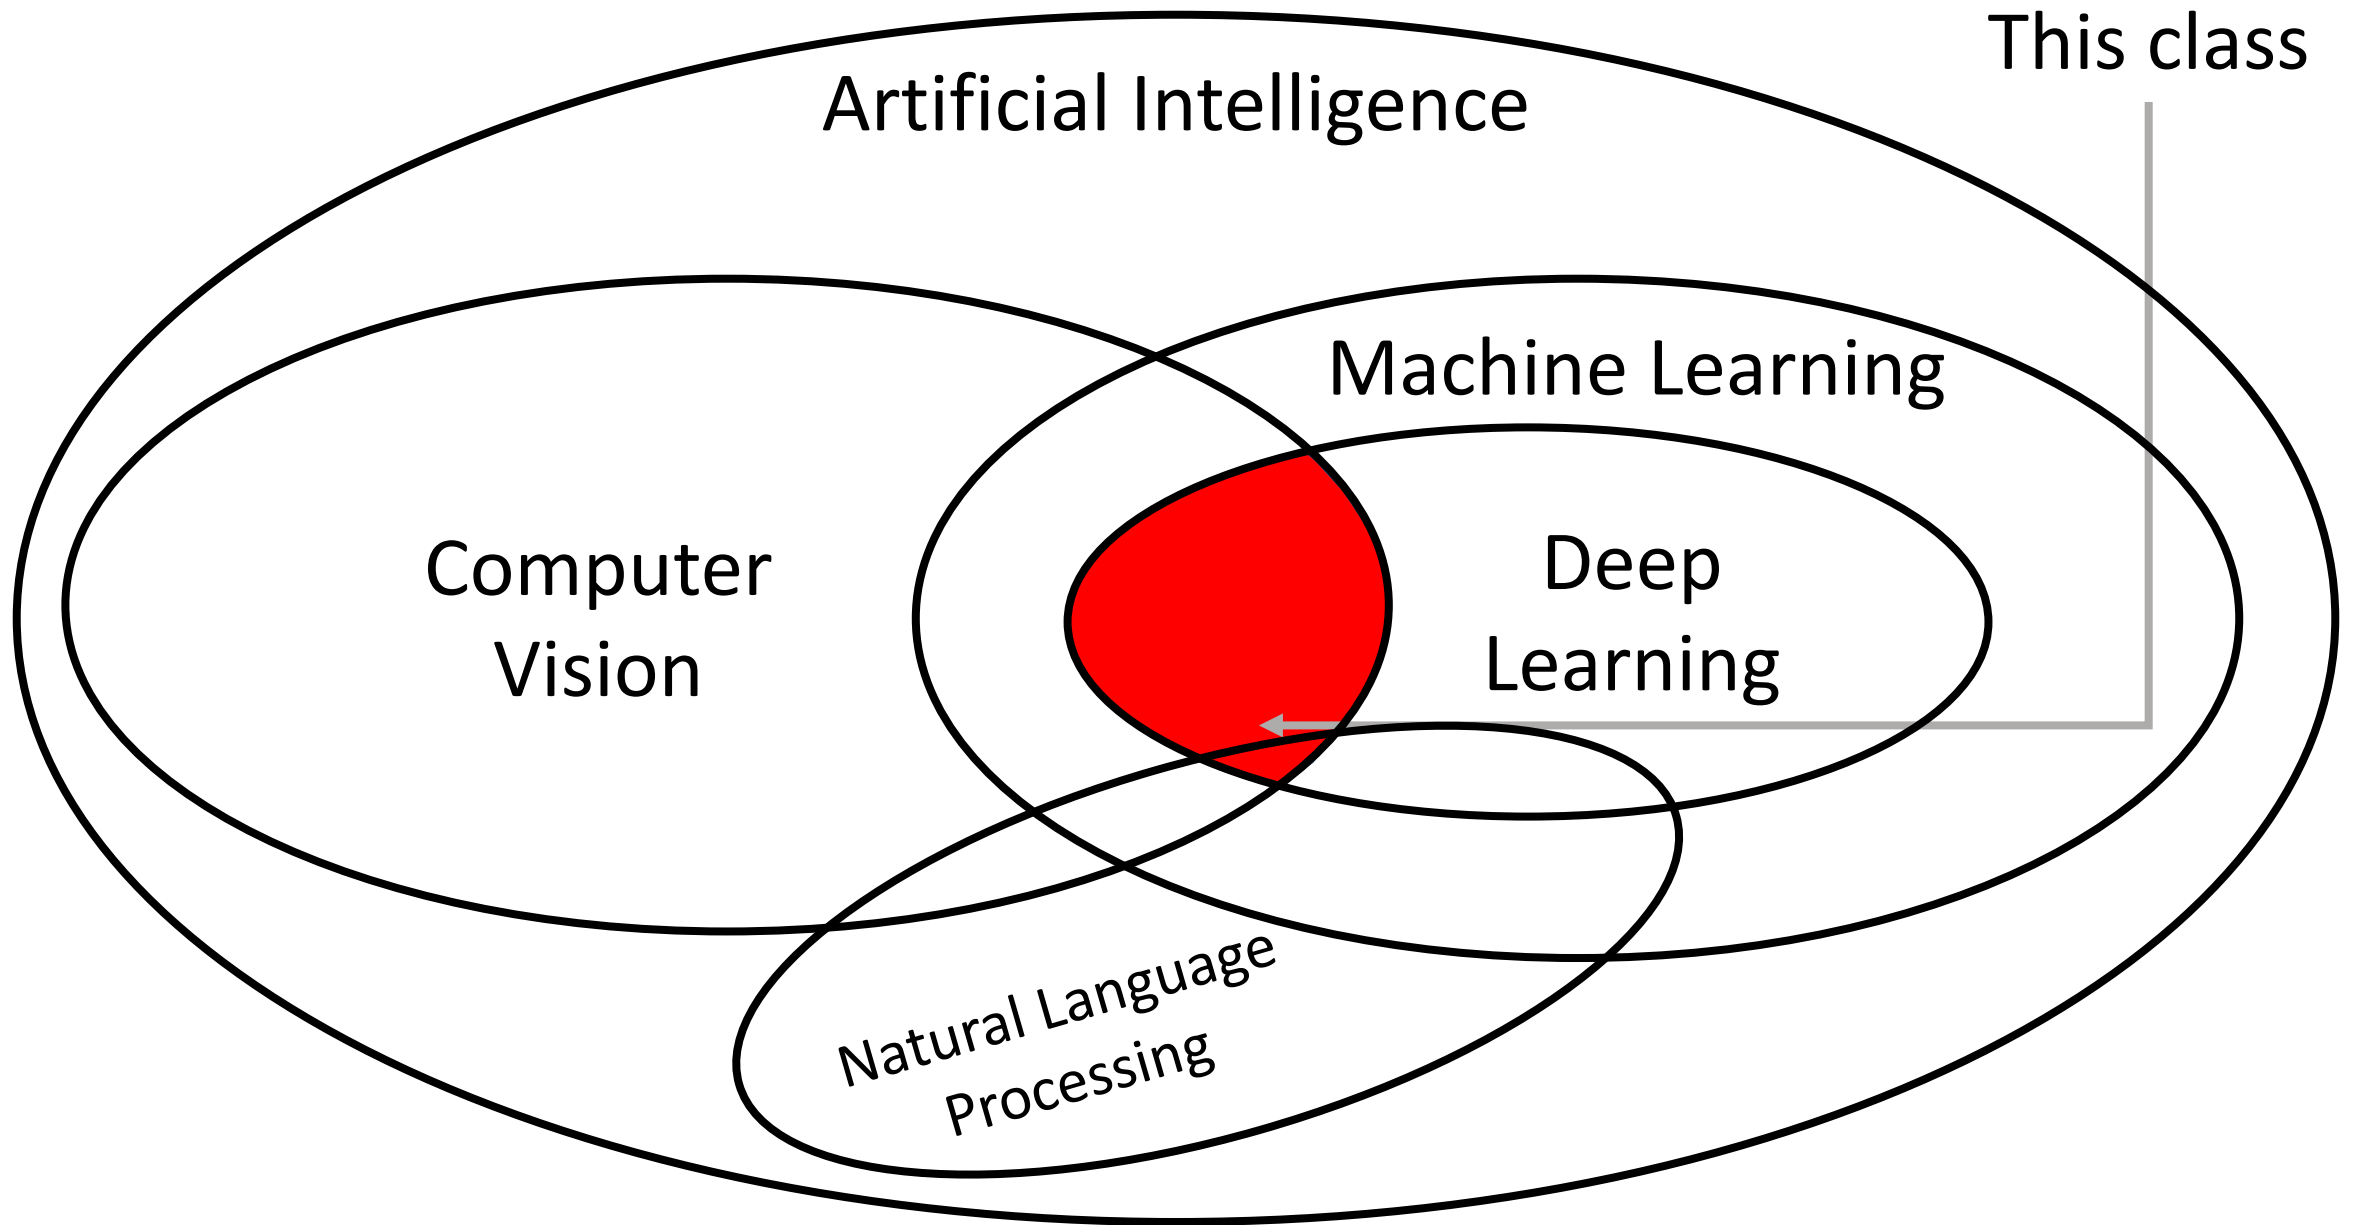 This class
Artificial Intelligence
Machine Learning
Computer
Vision
Deep
Learning
Natural Language
Processing